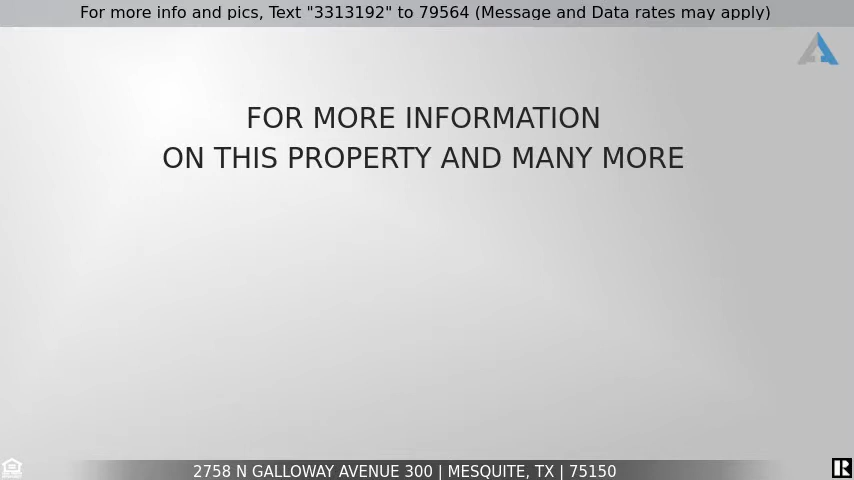 For more info and pics, Text "3313192" to 79564 (Message and Data rates may apply)
FOR MORE INFORMATION
ON THIS PROPERTY AND MANY MORE
2758 N GALLOWAY AVENUE 300 | MESQUITE, TX | 75150